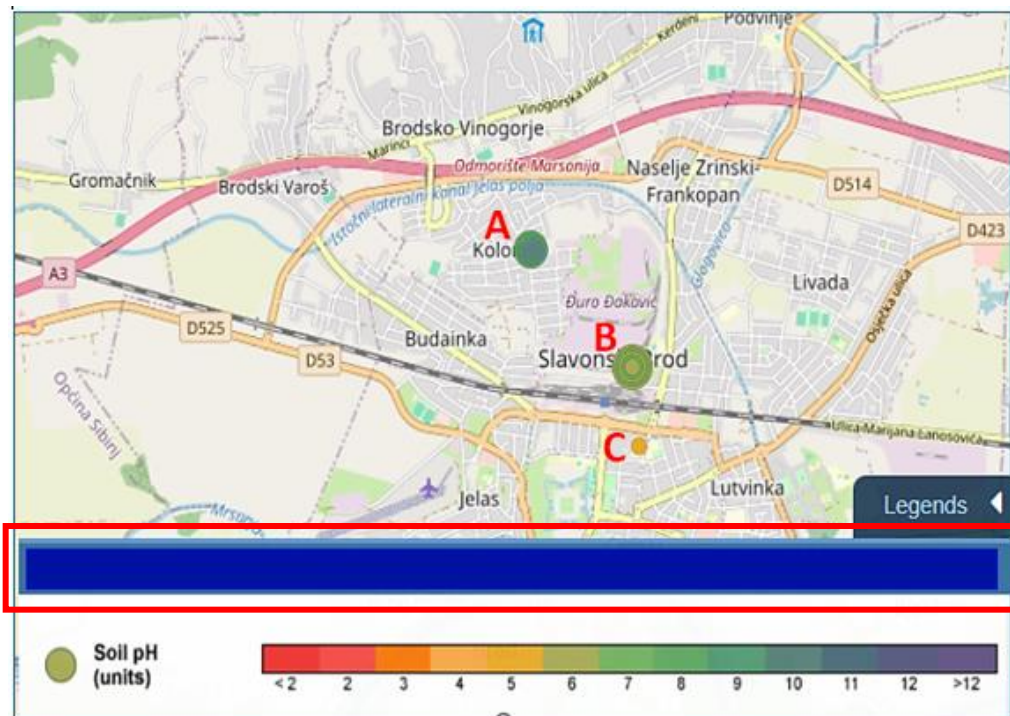 Podvinje
Kerdeni
Vinogorska ulica
Brodsko Vinogorje
Marinci
Odmorište Marsonija
Naselje Zrinski-
Frankopan
Gromačnik
Brodski Varoš
Istočni lateralni kanal Jelas polja
D514
A
D423
Kolo
Glogovica
A3
Livada
Đuro Đaković
Osječka ulica
D525
Budainka
B
Slavons Brod
D53
Općina Sibinj
Ulica Marijana Lanosovića
C
Jelas
Lutvinka
Legends
Soil pH
(units)
< 2 2 3 4 5 6 7 8 9 10 11 12 >12